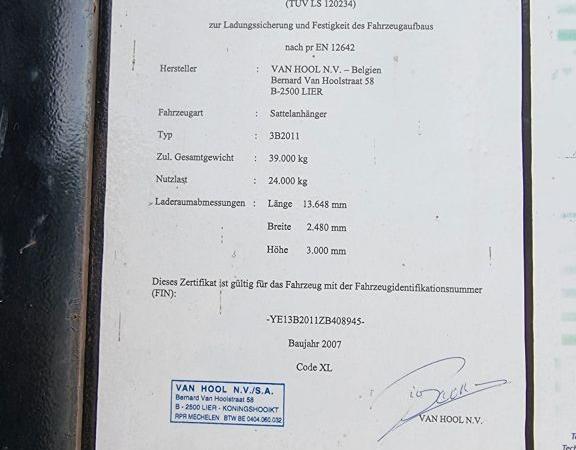 (TÜV LS 120234)
zur Ladungssicherung und Festigkeit des Fahrzeugaufbaus
nach pr EN 12642
Hersteller : VAN HOOL N.V. – Belgien
Bernard Van Hoolstraat 58
B-2500 LIER
Fahrzeugart : Sattelanhänger
Typ : 3B2011
Zul. Gesamtgewicht : 39.000 kg
Nutzlast : 24.000 kg
Laderaumabmessungen : Länge 13.648 mm
Breite 2.480 mm
Höhe 3.000 mm
Dieses Zertifikat ist gültig für das Fahrzeug mit der Fahrzeugidentifikationsnummer
(FIN):
-YE13B2011ZB408945-
Baujahr 2007
Code XL
VAN HOOL N.V./S.A.
Bernard Van Hoolstraat 58
B - 2500 LIER - KONINGSHOOIKT
RPR MECHELEN BTW BE 0404.060.032
VAN HOOL N.V.